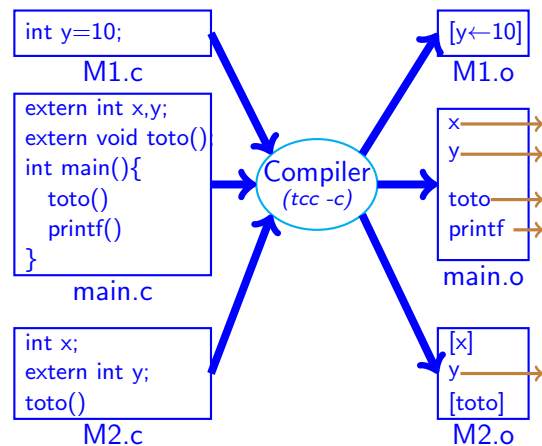 int y=10;
M1.c
extern int x,y;
extern void toto();
int main(){
toto()
printf()
}
main.c
int x;
extern int y;
toto()
M2.c
Compiler
(tcc -c)
[y←10]
M1.o
x
y
toto
printf
main.o
[x]
y
[toto]
M2.o